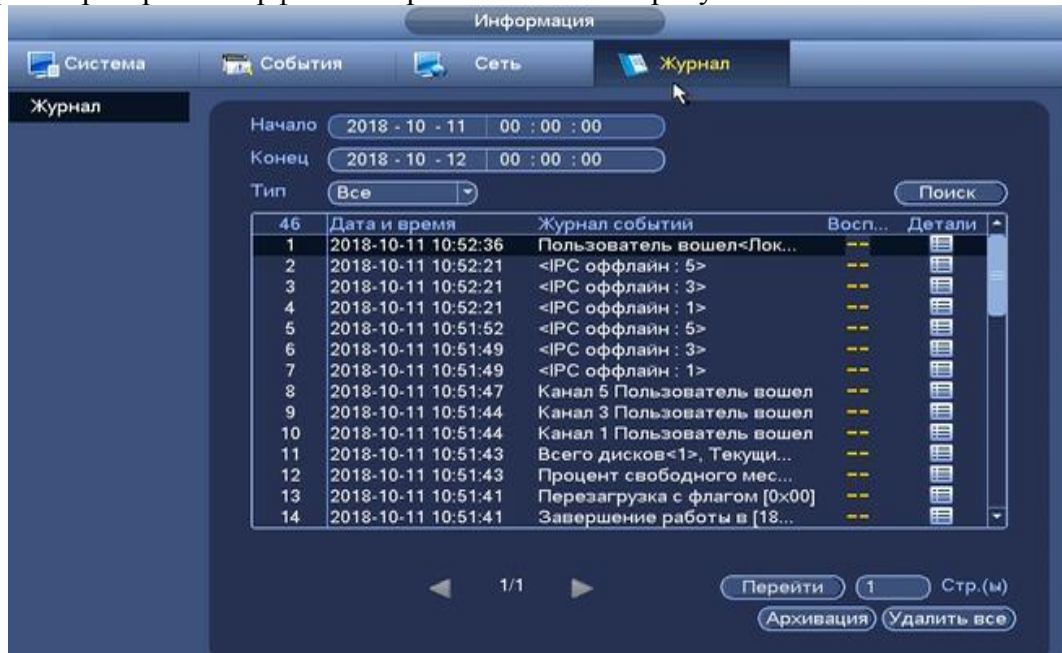 Информация
Система События Сеть Журнал
Журнал
Начало 2018 - 10 - 11 00 : 00 : 00
Конец 2018 - 10 - 12 00 : 00 : 00
Тип Все Поиск
46 Дата и время Журнал событий Восп... Детали
1 2018-10-11 10:52:36 Пользователь вошел<Лок... --
2 2018-10-11 10:52:21 <IPC оффлайн : 5> --
3 2018-10-11 10:52:21 <IPC оффлайн : 3> --
4 2018-10-11 10:52:21 <IPC оффлайн : 1> --
5 2018-10-11 10:51:52 <IPC оффлайн : 5> --
6 2018-10-11 10:51:49 <IPC оффлайн : 3> --
7 2018-10-11 10:51:49 <IPC оффлайн : 1> --
8 2018-10-11 10:51:47 Канал 5 Пользователь вошел --
9 2018-10-11 10:51:44 Канал 3 Пользователь вошел --
10 2018-10-11 10:51:44 Канал 1 Пользователь вошел --
11 2018-10-11 10:51:43 Всего дисков<1>, Текущи... --
12 2018-10-11 10:51:43 Процент свободного мес... --
13 2018-10-11 10:51:41 Перезагрузка с флагом [0x00] --
14 2018-10-11 10:51:41 Завершение работы в [18... --
1/1 Перейти 1 Стр.(ы)
Архивация Удалить все